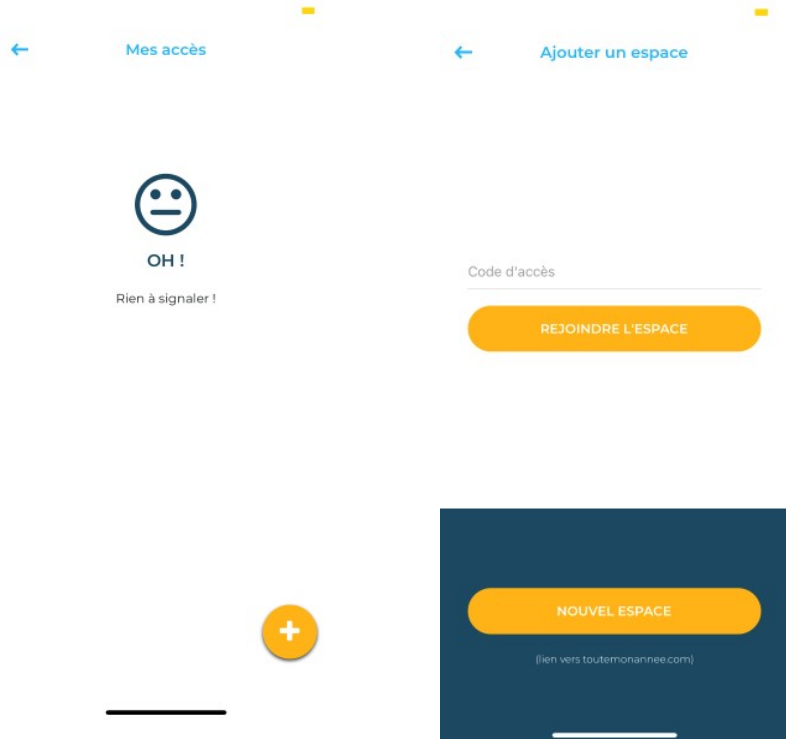 Mes accès
OH !
Rien à signaler !
Ajouter un espace
Code d'accès
REJOINDRE L'ESPACE
NOUVEL ESPACE
(lien vers toutemonannee.com)